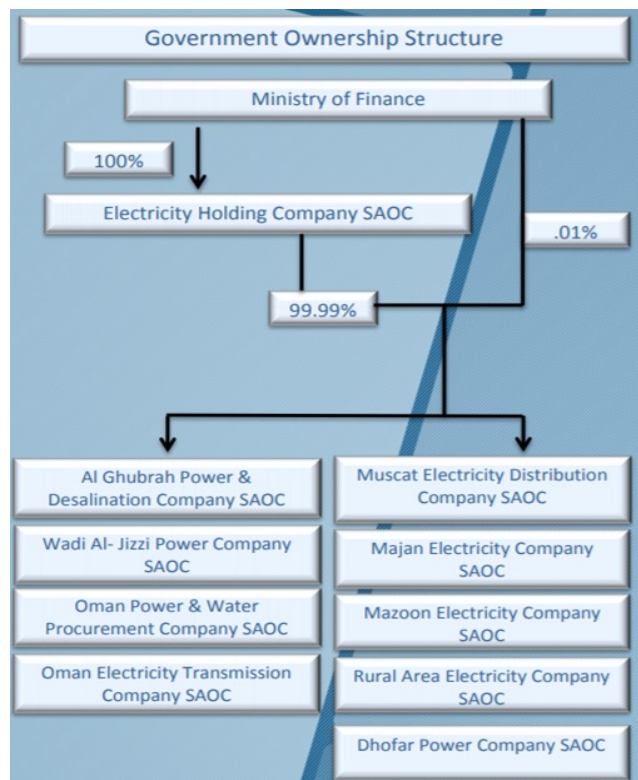 Government Ownership Structure
Ministry of Finance
100%
Electricity Holding Company SAOC
.01%
99.99%
Al Ghubrah Power &
Desalination Company SAOC
Wadi Al- Jizzi Power Company
SAOC
Oman Power & Water
Procurement Company SAOC
Oman Electricity Transmission
Company SAOC
Muscat Electricity Distribution
Company SAOC
Majan Electricity Company
SAOC
Mazoon Electricity Company
SAOC
Rural Area Electricity Company
SAOC
Dhofar Power Company SAOC